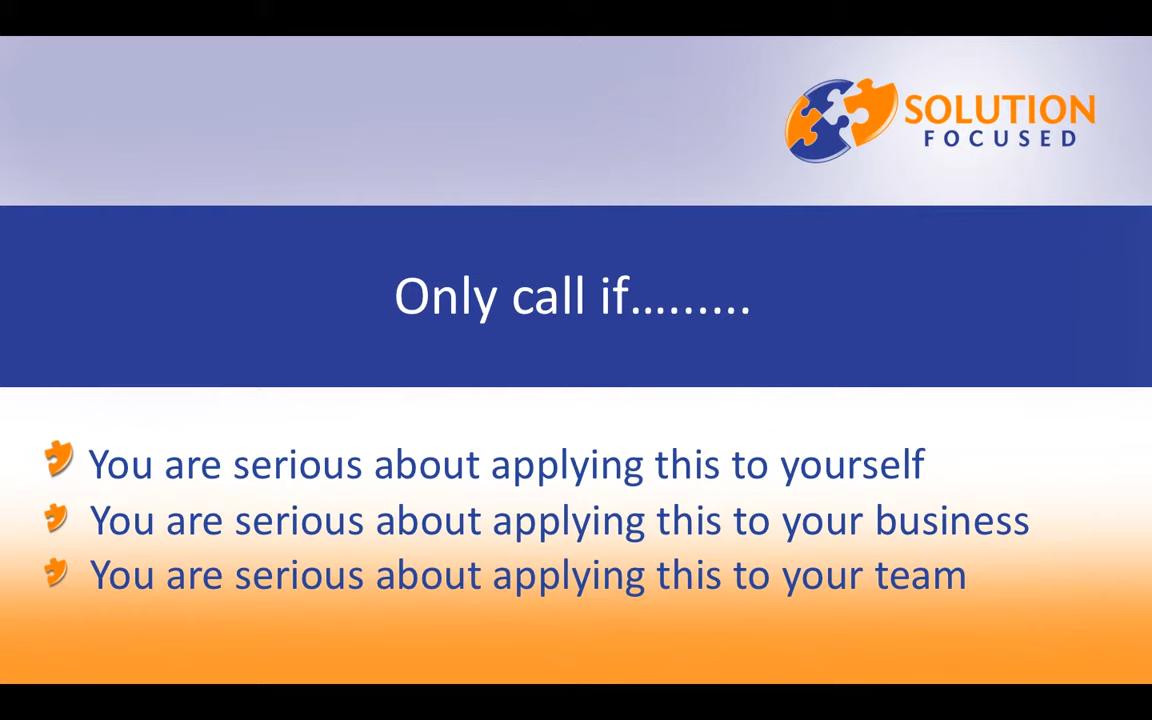 SOLUTION
FOCUSED
Only call if.........
You are serious about applying this to yourself
You are serious about applying this to your business
You are serious about applying this to your team